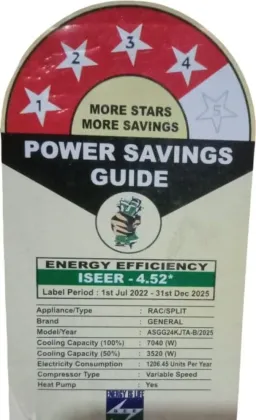 1 2 3 4 5
MORE STARS
MORE SAVINGS
POWER SAVINGS
GUIDE
ENERGY EFFICIENCY
ISEER - 4.52*
Label Period : 1st Jul 2022 - 31st Dec 2025
Appliance/Type : RAC/SPLIT
Brand : GENERAL
Model/Year : ASGG24KJTA-B/2025
Cooling Capacity (100%) : 7040 (W)
Cooling Capacity (50%) : 3520 (W)
Electricity Consumption : 1206.45 Units Per Year
Compressor Type : Variable Speed
Heat Pump : Yes
ENERGY IS LIFE